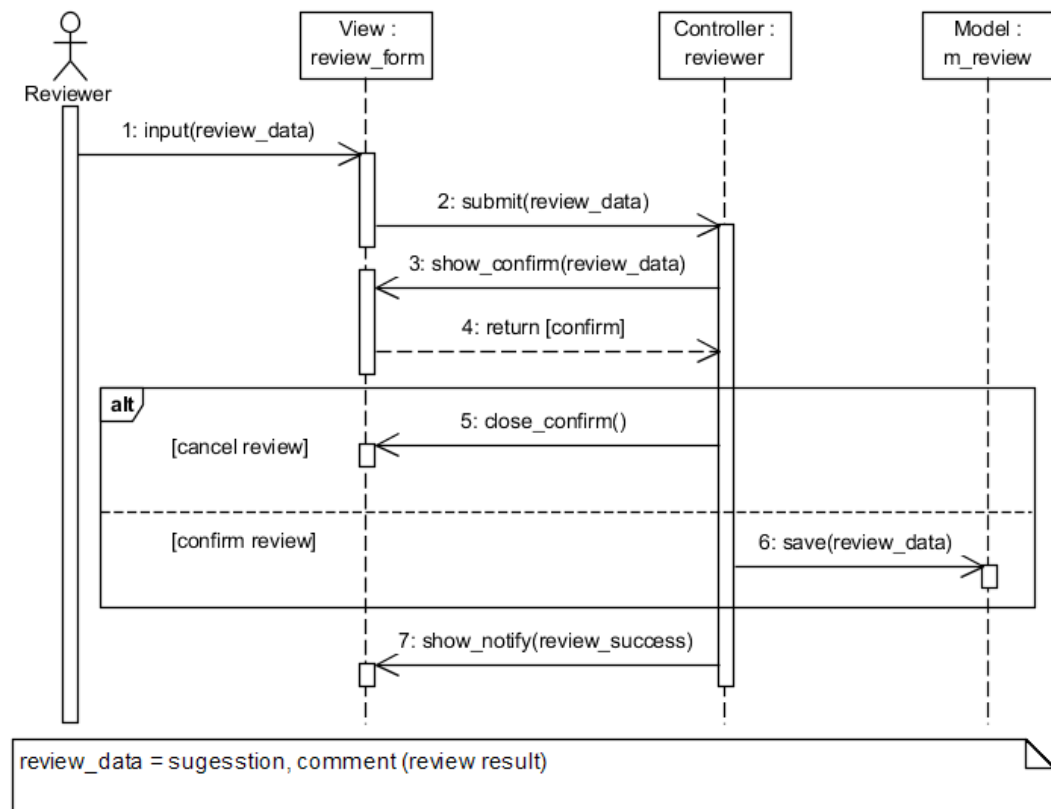 View :
review_form
Controller :
reviewer
Model :
m_review
Reviewer
1: input(review_data)
2: submit(review_data)
3: show_confirm(review_data)
4: return [confirm]
alt
5: close_confirm()
[cancel review]
[confirm review]
6: save(review_data)
7: show_notify(review_success)
review_data = sugesstion, comment (review result)